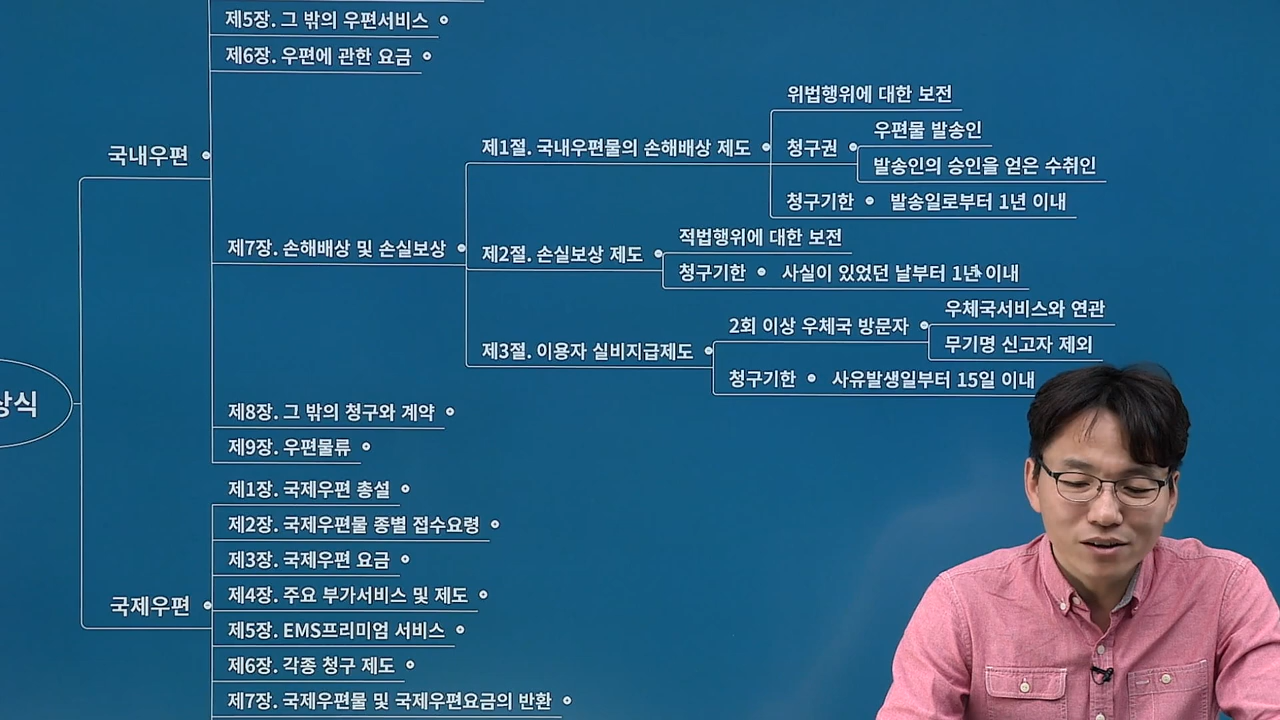 제5장. 그 밖의 우편서비스
제6장. 우편에 관한 요금
국내우편
제7장. 손해배상 및 손실보상
제1절. 국내우편물의 손해배상 제도
위법행위에 대한 보전
청구권
우편물 발송인
발송인의 승인을 얻은 수취인
청구기한
발송일로부터 1년 이내
제2절. 손실보상 제도
적법행위에 대한 보전
청구기한
사실이 있었던 날부터 1년 이내
제3절. 이용자 실비지급제도
2회 이상 우체국 방문자
우체국서비스와 연관
무기명 신고자 제외
청구기한
사유발생일부터 15일 이내
제8장. 그 밖의 청구와 계약
제9장. 우편물류
상식
국제우편
제1장. 국제우편 총설
제2장. 국제우편물 종별 접수요령
제3장. 국제우편 요금
제4장. 주요 부가서비스 및 제도
제5장. EMS프리미엄 서비스
제6장. 각종 청구 제도
제7장. 국제우편물 및 국제우편요금의 반환